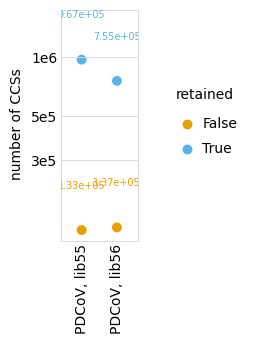 9.67e+05
7.55e+05
1e6
5e5
3e5
number of CCSs
1.33e+05
1.37e+05
PDCoV, lib55
PDCoV, lib56
retained
False
True